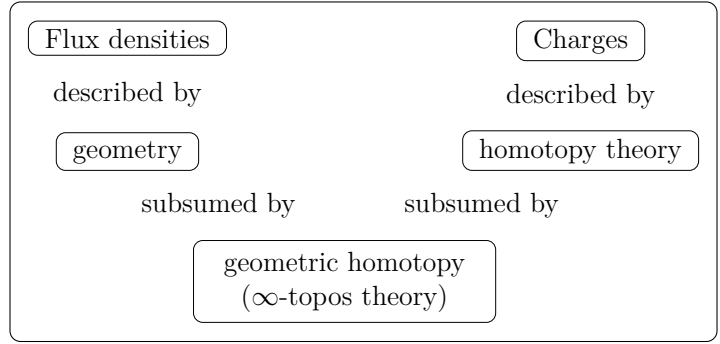 Flux densities
Charges
described by
described by
geometry
homotopy theory
subsumed by
subsumed by
geometric homotopy
(∞-topos theory)